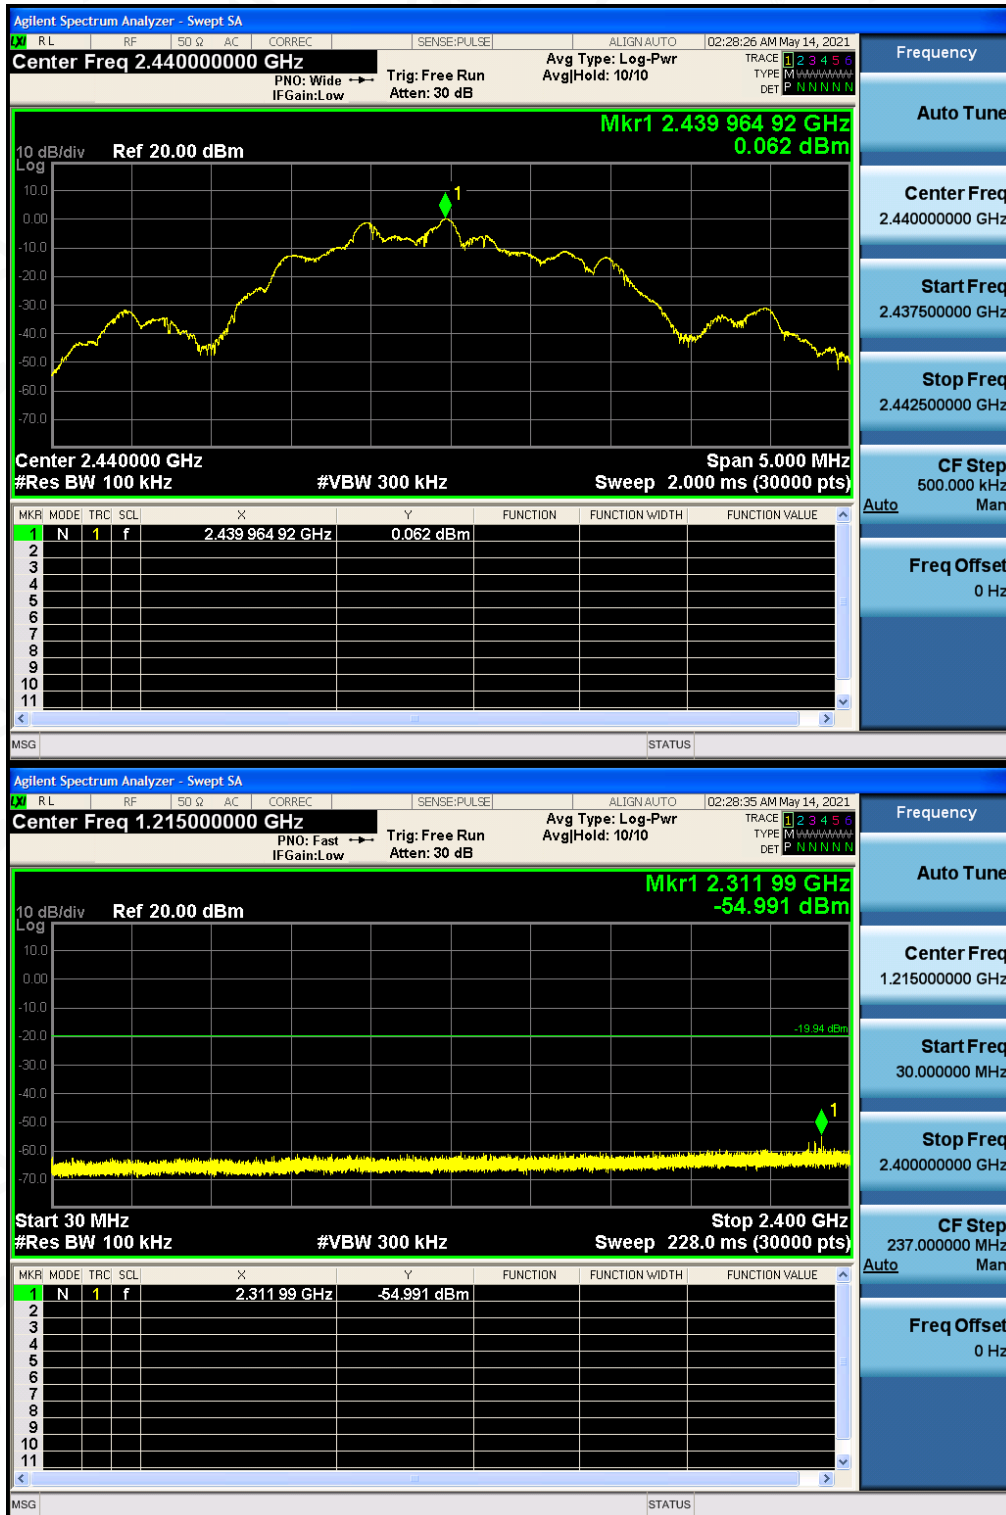 Agilent Spectrum Analyzer - Swept SA
LXI RL RF 50 Ω AC CORREC SENSE:PULSE ALIGN AUTO 02:28:26 AM May 14, 2021
Center Freq 2.440000000 GHz
PNO: Wide
IFGain:Low
Trig: Free Run
Atten: 30 dB
Avg Type: Log-Pwr
Avg|Hold: 10/10
TRACE 1 2 3 4 5 6
TYPE M WWWWW
DET P N N N N N
Mkr1 2.439 964 92 GHz
0.062 dBm
10 dB/div Ref 20.00 dBm
Log
10.0
0.00
-10.0
-20.0
-30.0
-40.0
-50.0
-60.0
-70.0
1
Center 2.440000 GHz Span 5.000 MHz
#Res BW 100 kHz #VBW 300 kHz Sweep 2.000 ms (30000 pts)
MKR MODE TRC SCL X Y FUNCTION FUNCTION WIDTH FUNCTION VALUE
1 N 1 f 2.439 964 92 GHz 0.062 dBm
2
3
4
5
6
7
8
9
10
11
MSG STATUS
Frequency
Auto Tune
Center Freq
2.440000000 GHz
Start Freq
2.437500000 GHz
Stop Freq
2.442500000 GHz
CF Step
500.000 kHz
Auto Man
Freq Offset
0 Hz
Agilent Spectrum Analyzer - Swept SA
LXI RL RF 50 Ω AC CORREC SENSE:PULSE ALIGN AUTO 02:28:35 AM May 14, 2021
Center Freq 1.215000000 GHz
PNO: Fast
IFGain:Low
Trig: Free Run
Atten: 30 dB
Avg Type: Log-Pwr
Avg|Hold: 10/10
TRACE 1 2 3 4 5 6
TYPE M WWWWW
DET P N N N N N
Mkr1 2.311 99 GHz
-54.991 dBm
10 dB/div Ref 20.00 dBm
Log
10.0
0.00
-10.0
-20.0
-30.0
-40.0
-50.0
-60.0
-70.0
-19.94 dBm
1
Start 30 MHz Stop 2.400 GHz
#Res BW 100 kHz #VBW 300 kHz Sweep 228.0 ms (30000 pts)
MKR MODE TRC SCL X Y FUNCTION FUNCTION WIDTH FUNCTION VALUE
1 N 1 f 2.311 99 GHz -54.991 dBm
2
3
4
5
6
7
8
9
10
11
MSG STATUS
Frequency
Auto Tune
Center Freq
1.215000000 GHz
Start Freq
30.000000 MHz
Stop Freq
2.400000000 GHz
CF Step
237.000000 MHz
Auto Man
Freq Offset
0 Hz